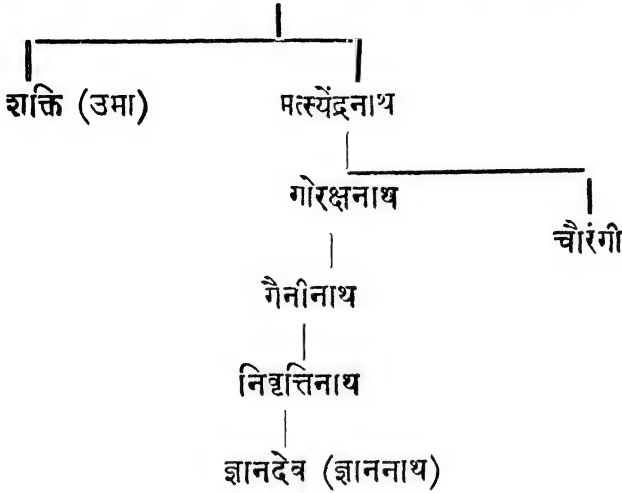 शक्ति (उमा) मत्स्येंद्रनाथ
गोरक्षनाथ
चौरंगी
गैनीनाथ
निवृत्तिनाथ
ज्ञानदेव (ज्ञाननाथ)